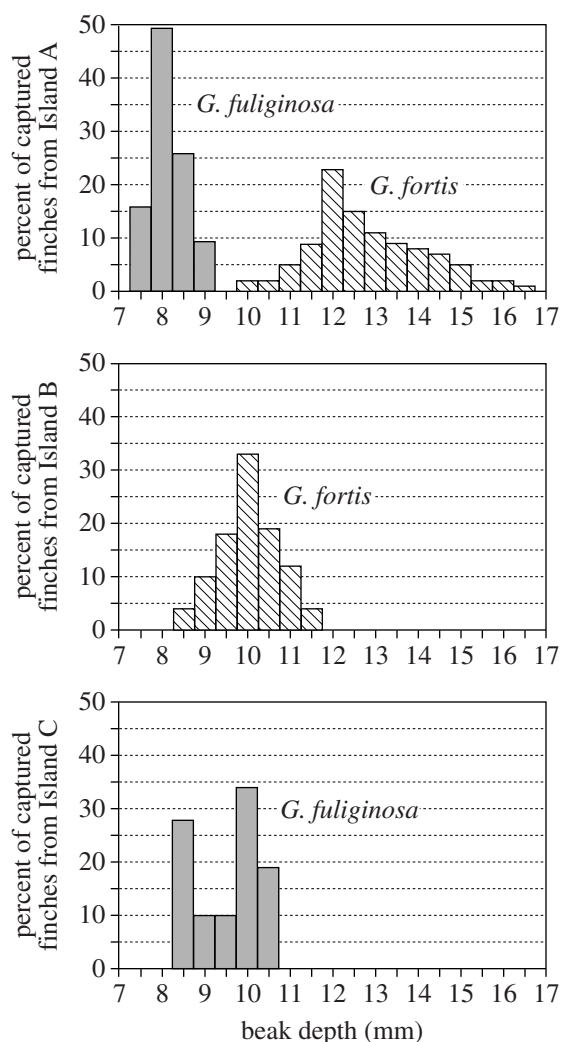 percent of captured
finches from Island A
50
40
30
20
10
0
G. fuliginosa
G. fortis
7 8 9 10 11 12 13 14 15 16 17
percent of captured
finches from Island B
50
40
30
20
10
0
G. fortis
7 8 9 10 11 12 13 14 15 16 17
percent of captured
finches from Island C
50
40
30
20
10
0
G. fuliginosa
7 8 9 10 11 12 13 14 15 16 17
beak depth (mm)